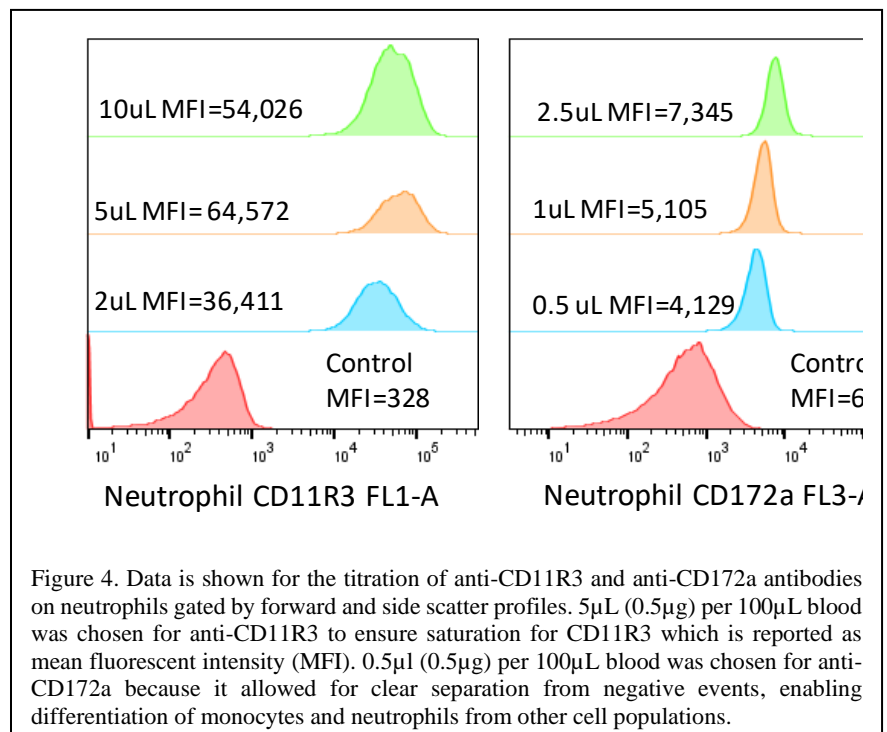 10uL MFI=54,026
5uL MFI= 64,572
2uL MFI=36,411
Control
MFI=328
10¹ 10² 10³ 10⁴ 10⁵
Neutrophil CD11R3 FL1-A
2.5uL MFI=7,345
1uL MFI=5,105
0.5 uL MFI=4,129
MFI=6
10¹ 10² 10³ 10⁴
Neutrophil CD172a FL3-A
Figure 4. Data is shown for the titration of anti-CD11R3 and anti-CD172a antibodies
on neutrophils gated by forward and side scatter profiles. 5µL (0.5µg) per 100µL blood
was chosen for anti-CD11R3 to ensure saturation for CD11R3 which is reported as
mean fluorescent intensity (MFI). 0.5µl (0.5µg) per 100µL blood was chosen for anti-
CD172a because it allowed for clear separation from negative events, enabling
differentiation of monocytes and neutrophils from other cell populations.